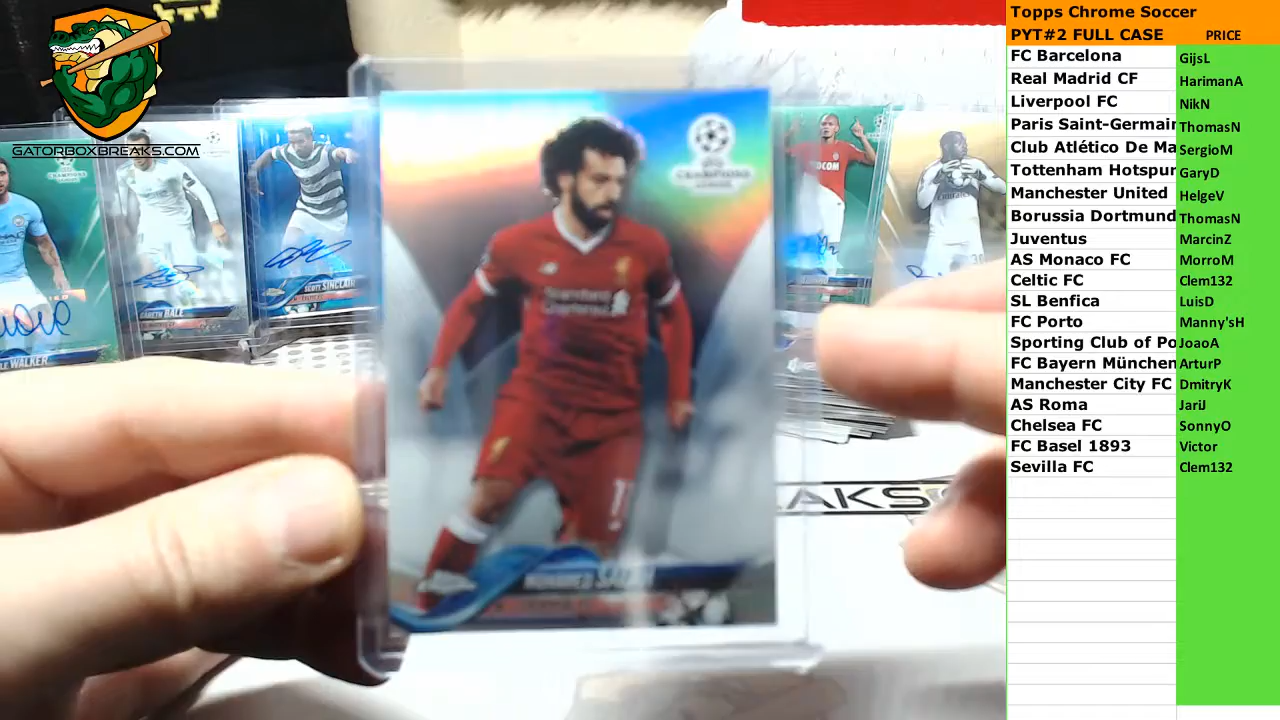 GATORBOXBREAKS.COM
Topps Chrome Soccer
PYT#2 FULL CASE PRICE
FC Barcelona GijsL
Real Madrid CF HarimanA
Liverpool FC NikN
Paris Saint-Germain ThomasN
Club Atlético De Ma SergioM
Tottenham Hotspur GaryD
Manchester United HelgeV
Borussia Dortmund ThomasN
Juventus MarcinZ
AS Monaco FC MorroM
Celtic FC Clem132
SL Benfica LuisD
FC Porto Manny'sH
Sporting Club of Po JoaoA
FC Bayern München ArturP
Manchester City FC DmitryK
AS Roma JariJ
Chelsea FC SonnyO
FC Basel 1893 Victor
Sevilla FC Clem132
CHAMPIONS
LEAGUE
Standard
Chartered
11
MOHAMED SALAH
GARETH BALE
SCOTT SINCLAIR
WALKER